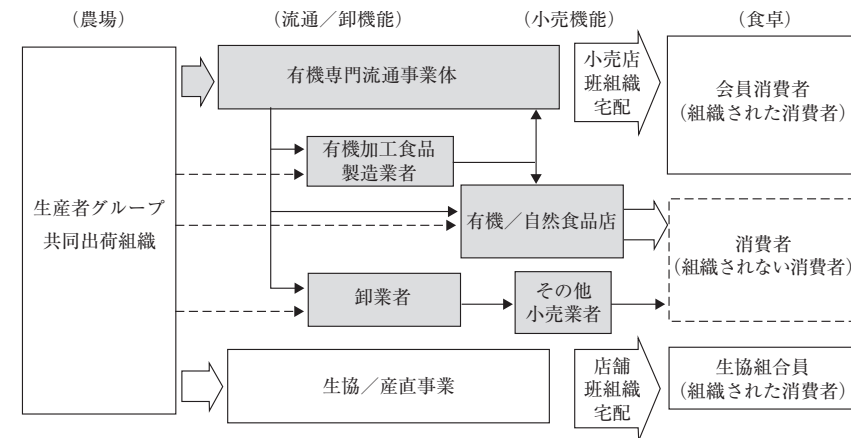 （農場）
（流通／卸機能）
（小売機能）
（食卓）
有機専門流通事業体
小売店
班組織
宅配
会員消費者
（組織された消費者）
有機加工食品
製造業者
生産者グループ
共同出荷組織
有機／自然食品店
消費者
（組織されない消費者）
卸業者
その他
小売業者
生協／産直事業
店舗
班組織
宅配
生協組合員
（組織された消費者）